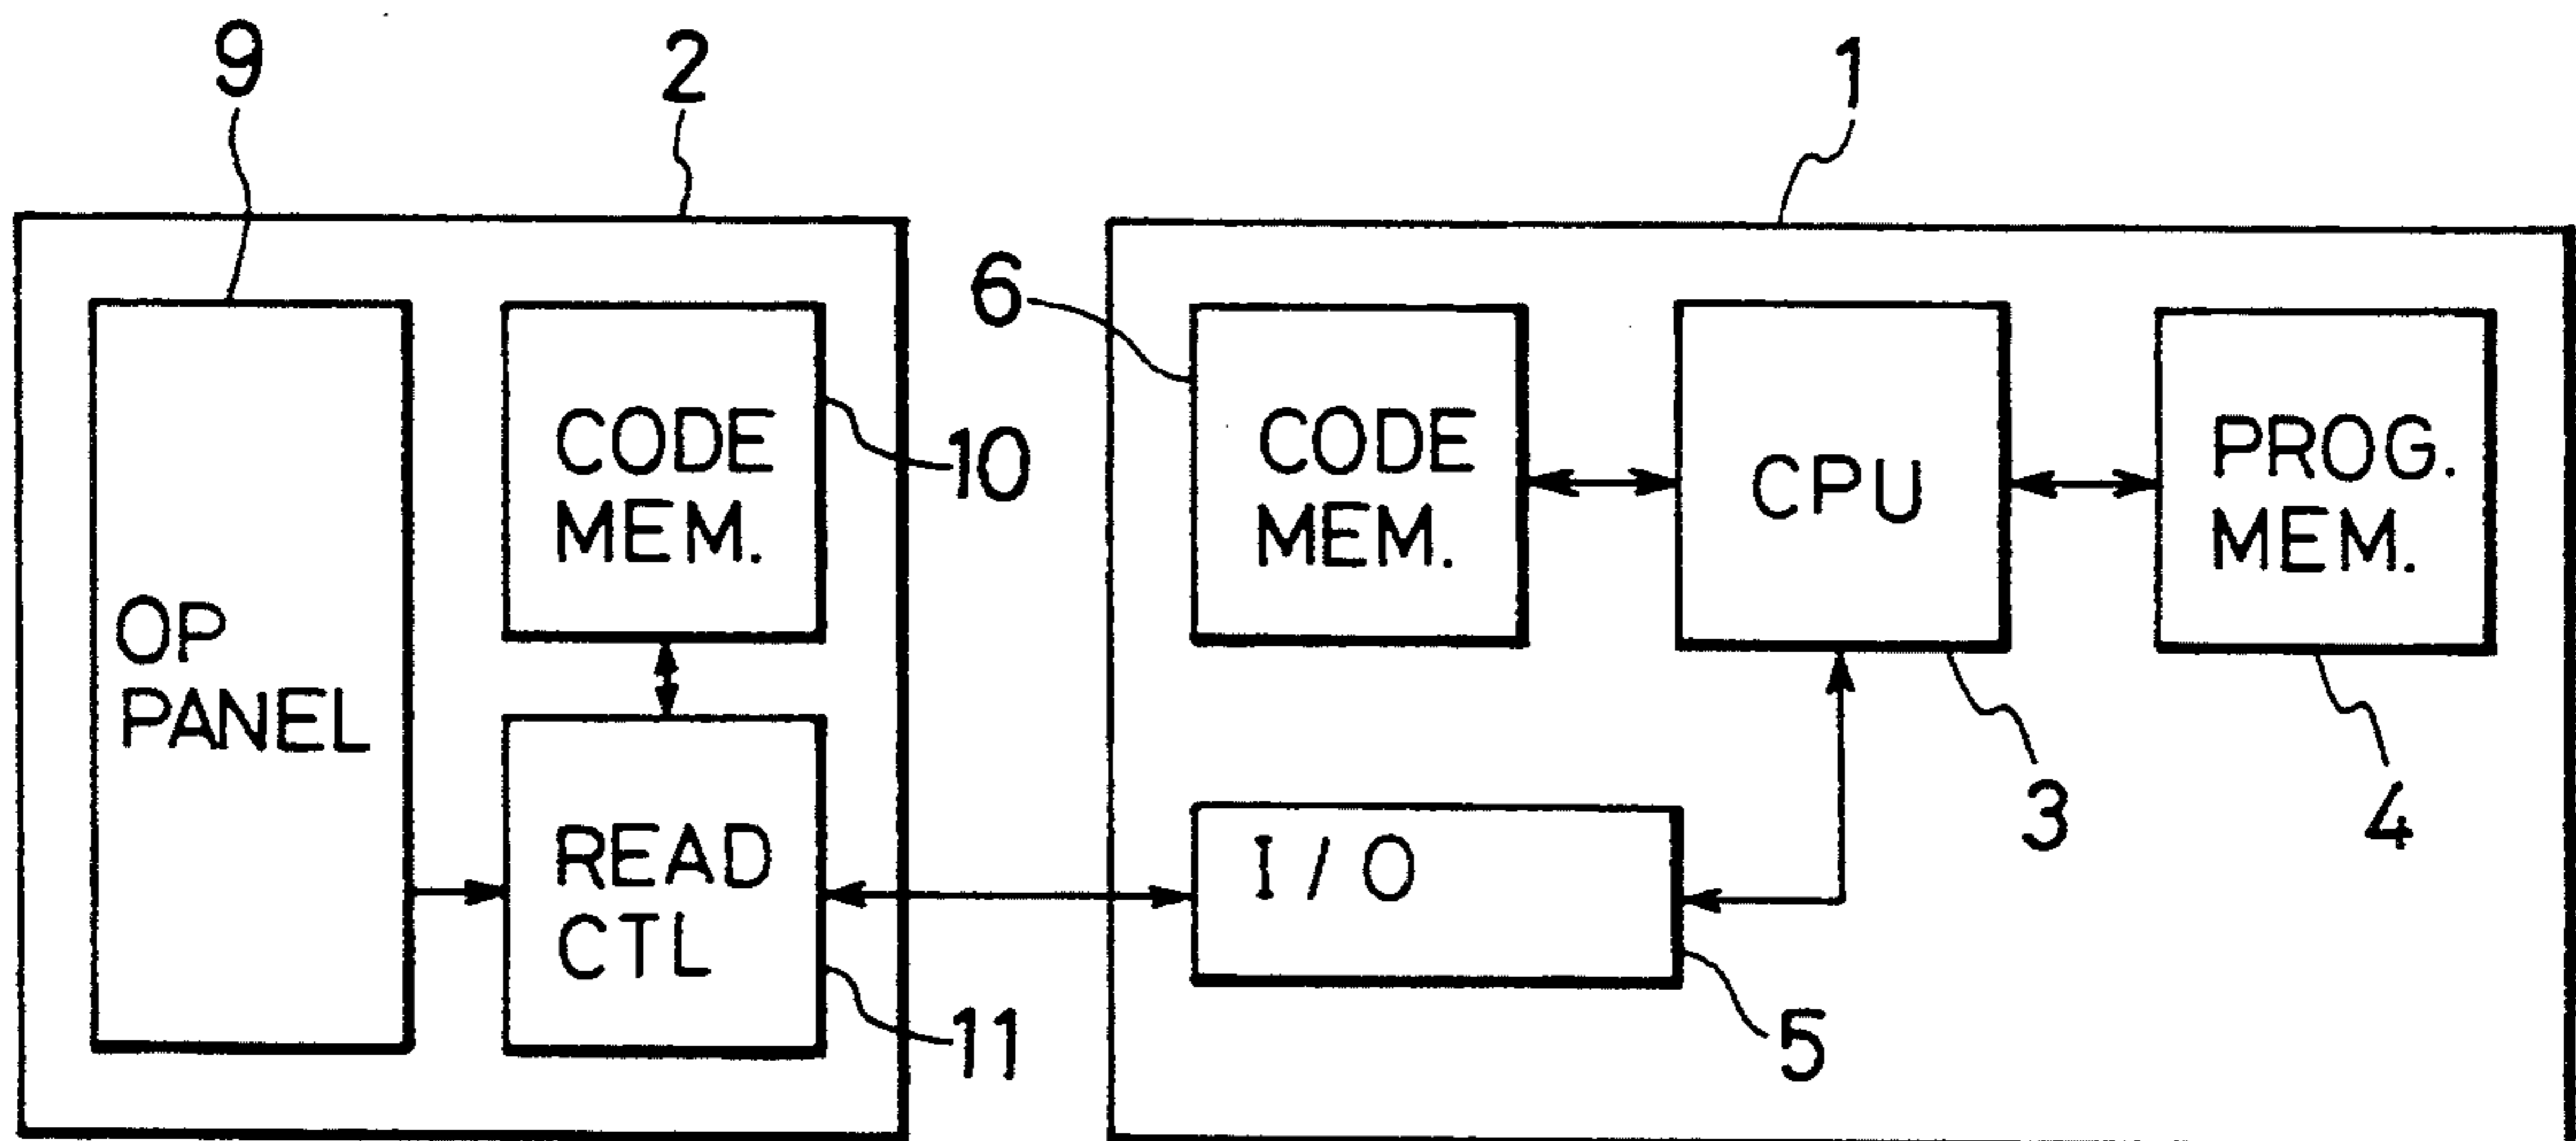 9
2
1
6
CODE
MEM.
10
CODE
MEM.
CPU
PROG.
MEM.
OP
PANEL
READ
CTL
11
I/O
3
4
5